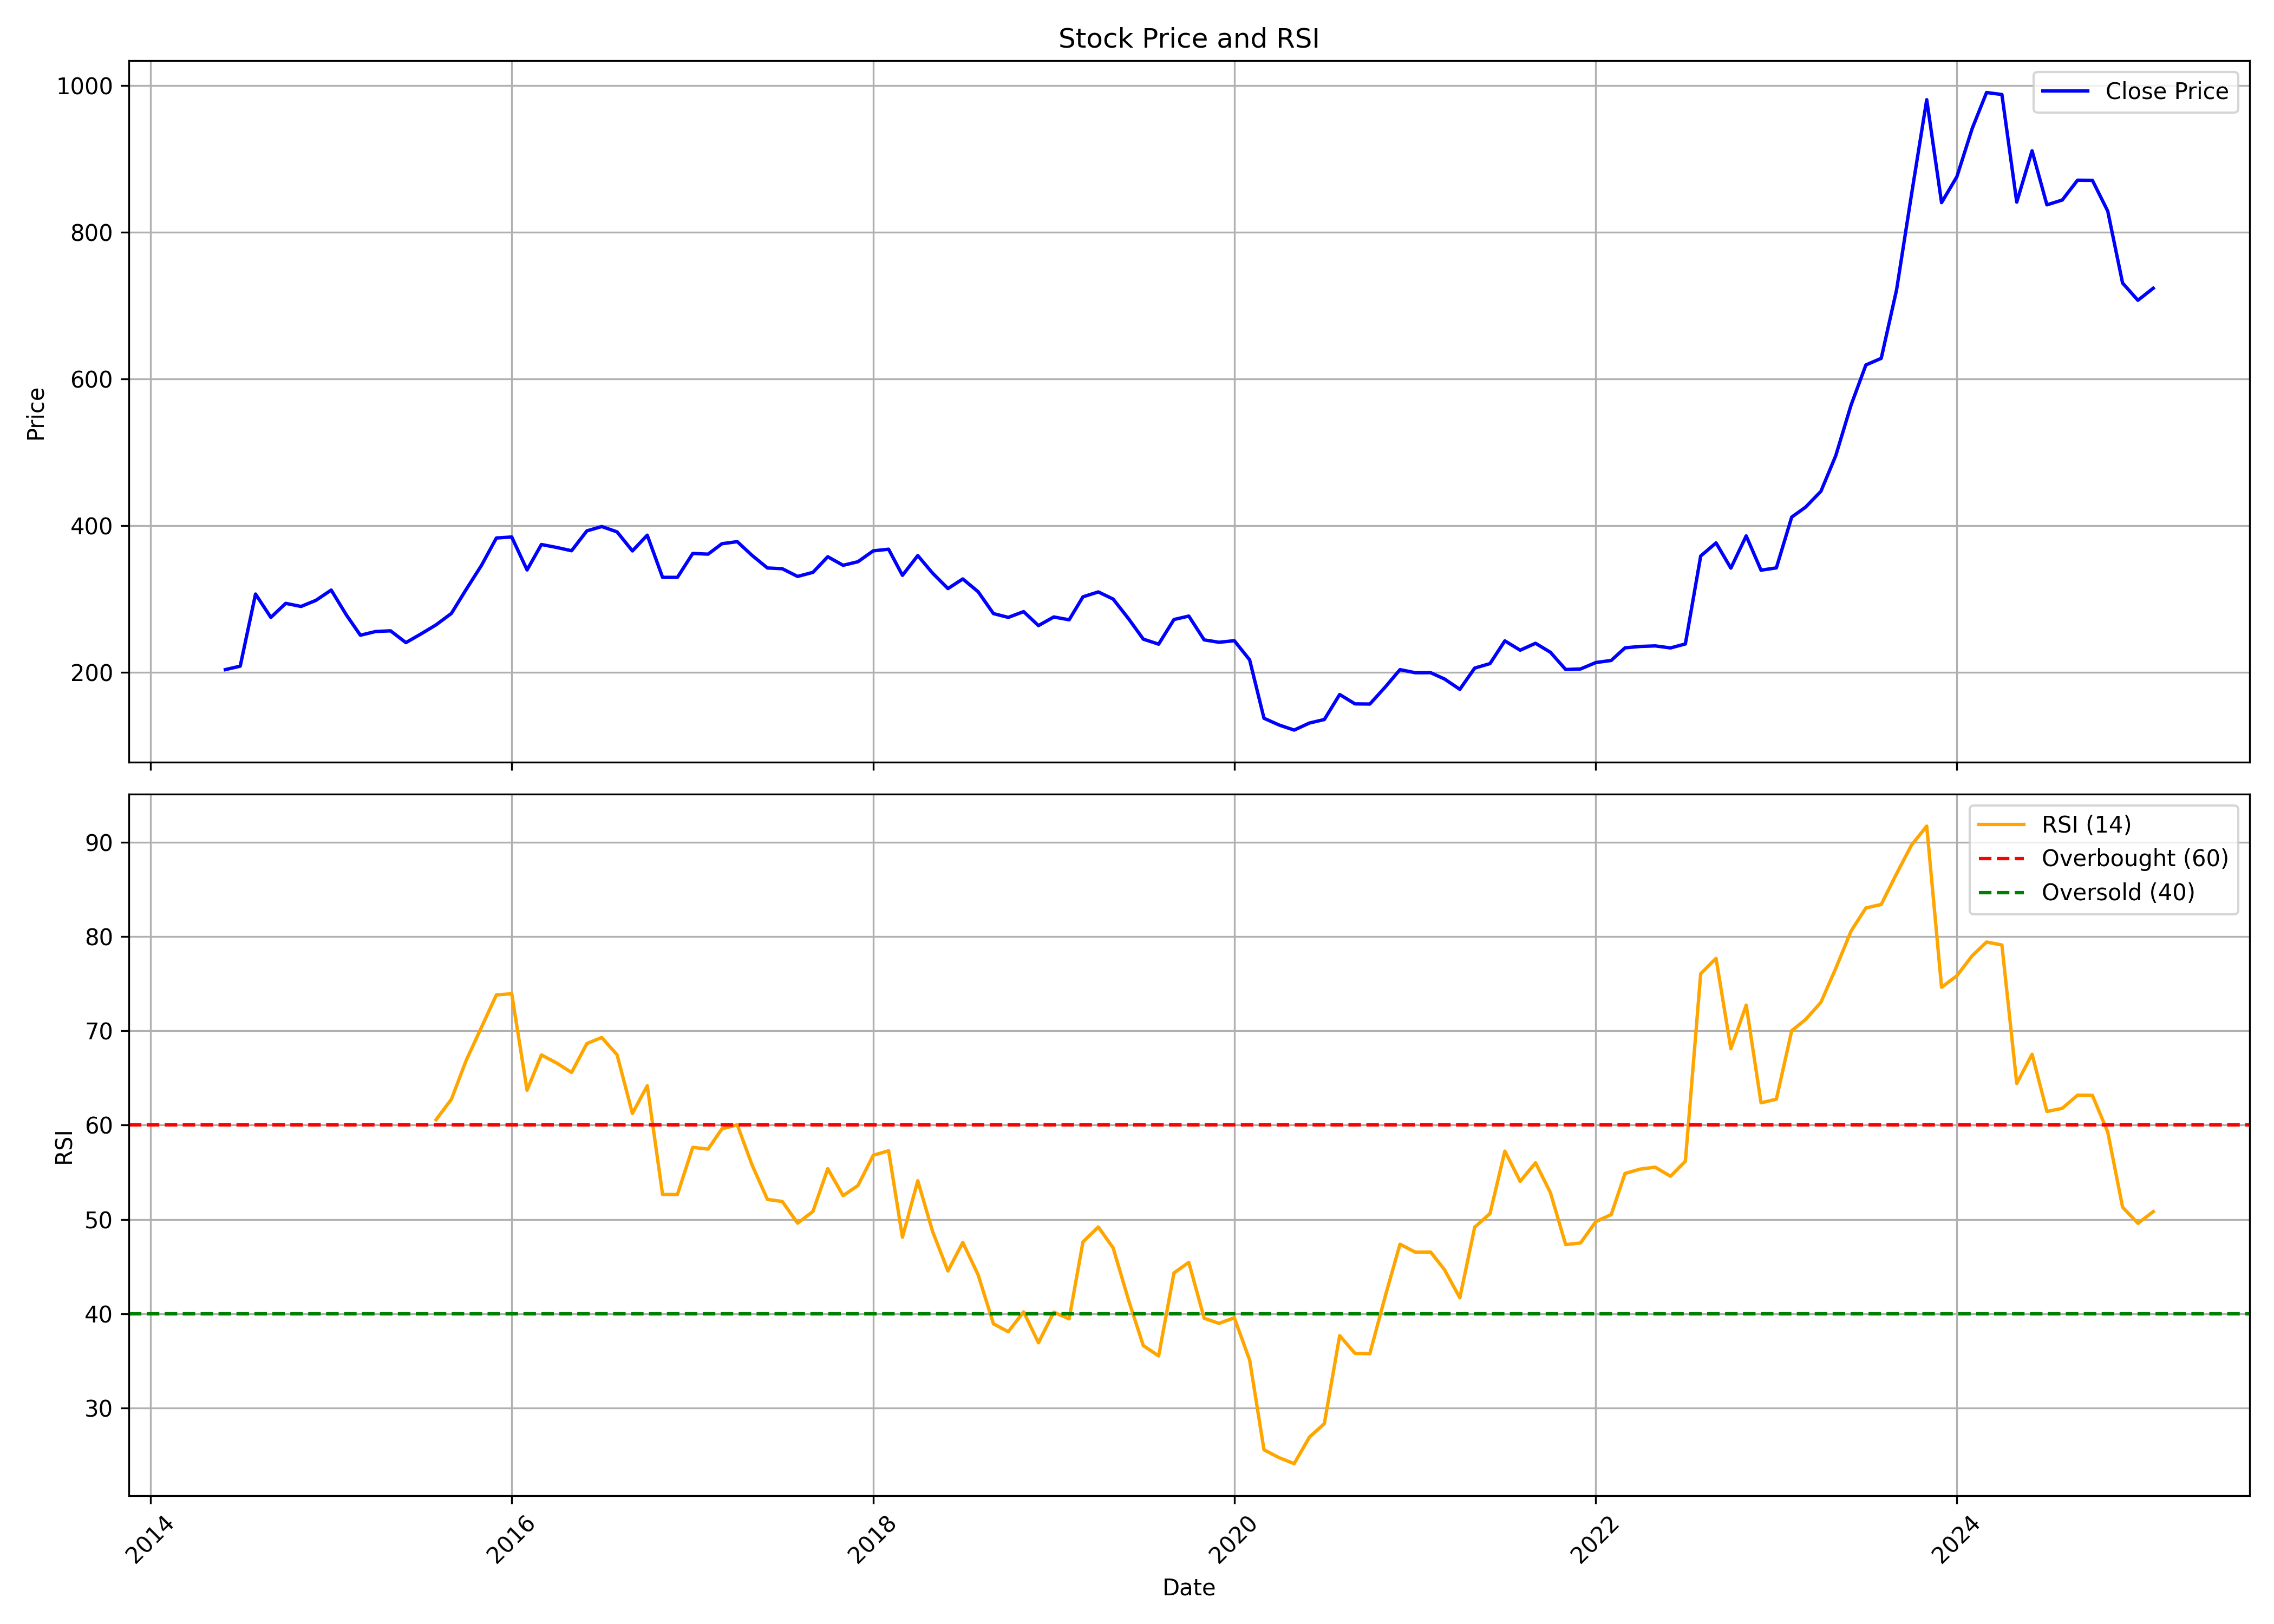 Stock Price and RSI
1000
800
600
400
200
Price
Close Price
90
80
70
60
50
40
30
RSI
RSI (14)
Overbought (60)
Oversold (40)
2014
2016
2018
2020
2022
2024
Date